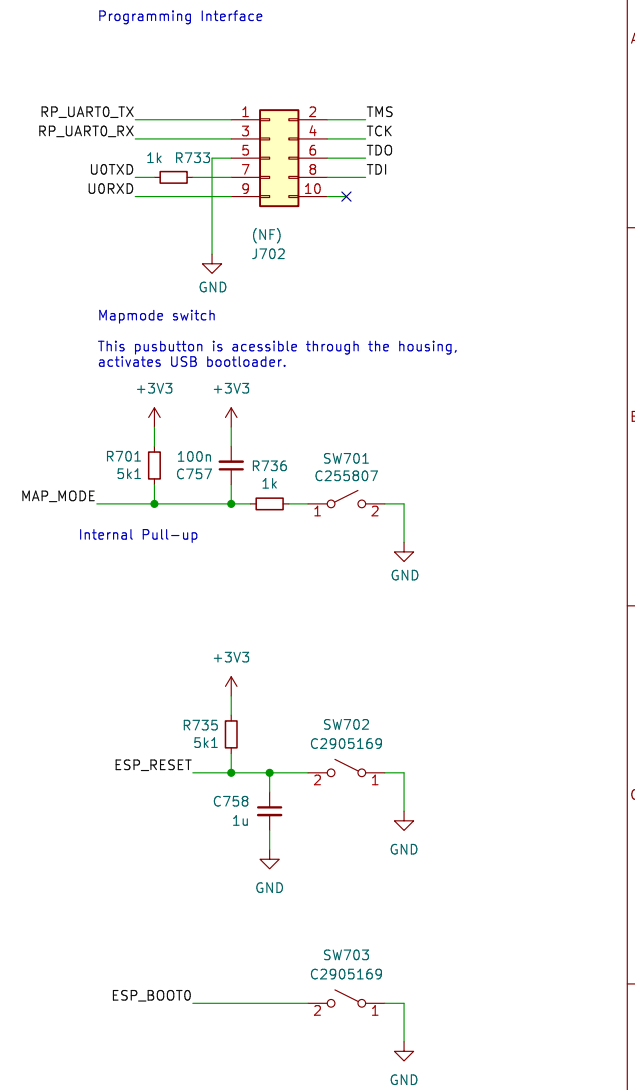 Programming Interface
A
RP_UART0_TX 1 2 TMS
RP_UART0_RX 3 4 TCK
5 6 TDO
1k R733
U0TXD 7 8 TDI
U0RXD 9 10
(NF)
J702
GND
Mapmode switch
This pusbutton is acessible through the housing,
activates USB bootloader.
+3V3 +3V3
B
R701 100n
5k1 C757
R736
1k
SW701
C255807
MAP_MODE
1 2
Internal Pull-up
GND
+3V3
R735
5k1
SW702
C2905169
ESP_RESET
2 1
C
C758
1u
GND
GND
SW703
C2905169
ESP_BOOT0
2 1
GND